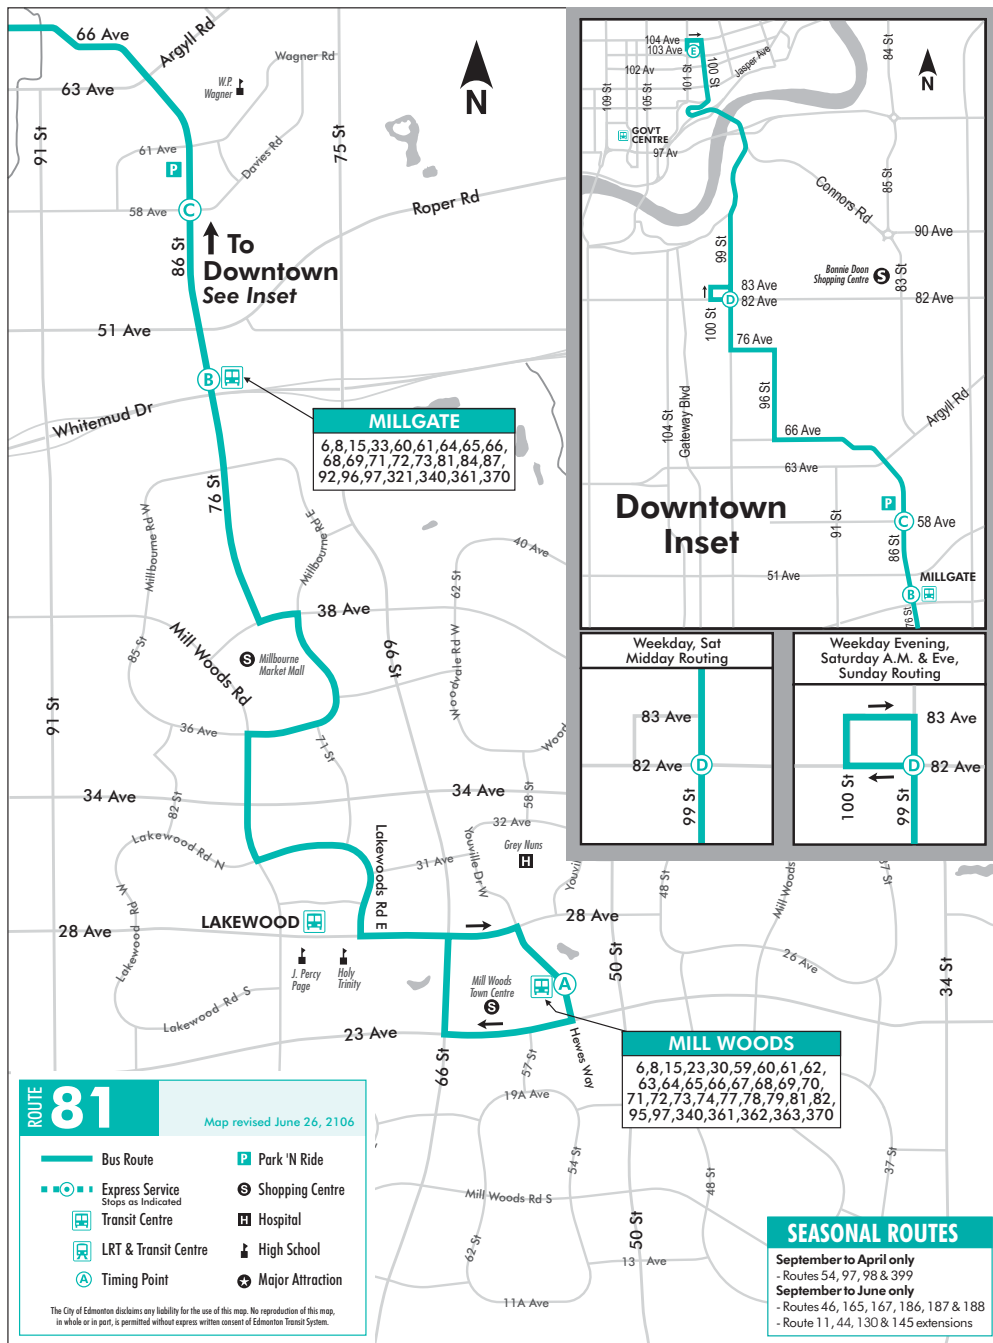 66 Ave
Argyll Rd
Wagner Rd
63 Ave
W.P.
Wagner
91 St
75 St
61 Ave
Davies Rd
P
58 Ave
C
N
Roper Rd
86 St
To
Downtown
See Inset
51 Ave
B
Whitemud Dr
MILLGATE
6,8,15,33,60,61,64,65,66,
68,69,71,72,73,81,84,87,
92,96,97,321,340,361,370
76 St
Millbourne Rd W
Millbourne Rd E
40 Ave
62 St
38 Ave
85 St
Mill Woods Rd
S
Millbourne
Market Mall
66 St
Woodvale Rd W
91 St
36 Ave
71 St
Wood
34 Ave
34 Ave
82 St
58 St
32 Ave
Lakewood Rd N
Lakewoods Rd E
31 Ave
Youville Dr W
Grey Nuns
H
Youvil
48 St
Mill Woods
37 St
Lakewood Rd W
28 Ave
LAKEWOOD
28 Ave
J. Percy
Page
Holy
Trinity
Mill Woods
Town Centre
S
A
50 St
26 Ave
34 St
Lakewood Rd S
23 Ave
66 St
57 St
Hewes Way
MILL WOODS
6,8,15,23,30,59,60,61,62,
63,64,65,66,67,68,69,70,
71,72,73,74,77,78,79,81,82,
95,97,340,361,362,363,370
19A Ave
54 St
48 St
37 St
Mill Woods Rd S
62 St
50 St
13 Ave
11A Ave
104 Ave
103 Ave
E
102 Av
101 St
100 St
Jasper Ave
109 St
105 St
GOV'T
CENTRE
97 Av
84 St
N
85 St
Connors Rd
90 Ave
99 St
Bonnie Doon
Shopping Centre
S
83 St
83 Ave
D
82 Ave
82 Ave
100 St
76 Ave
96 St
104 St
Gateway Blvd
Argyll Rd
66 Ave
63 Ave
P
91 St
C
58 Ave
86 St
Downtown
Inset
51 Ave
MILLGATE
B
76 St
Weekday, Sat
Midday Routing
83 Ave
82 Ave
D
99 St
Weekday Evening,
Saturday A.M. & Eve,
Sunday Routing
83 Ave
D
82 Ave
100 St
99 St
ROUTE
81
Map revised June 26, 2106
Bus Route
Express Service
Stops as Indicated
Transit Centre
LRT & Transit Centre
A Timing Point
P Park 'N Ride
S Shopping Centre
H Hospital
High School
Major Attraction
The City of Edmonton disclaims any liability for the use of this map. No reproduction of this map,
in whole or in part, is permitted without express written consent of Edmonton Transit System.
SEASONAL ROUTES
September to April only
- Routes 54, 97, 98 & 399
September to June only
- Routes 46, 165, 167, 186, 187 & 188
- Route 11, 44, 130 & 145 extensions